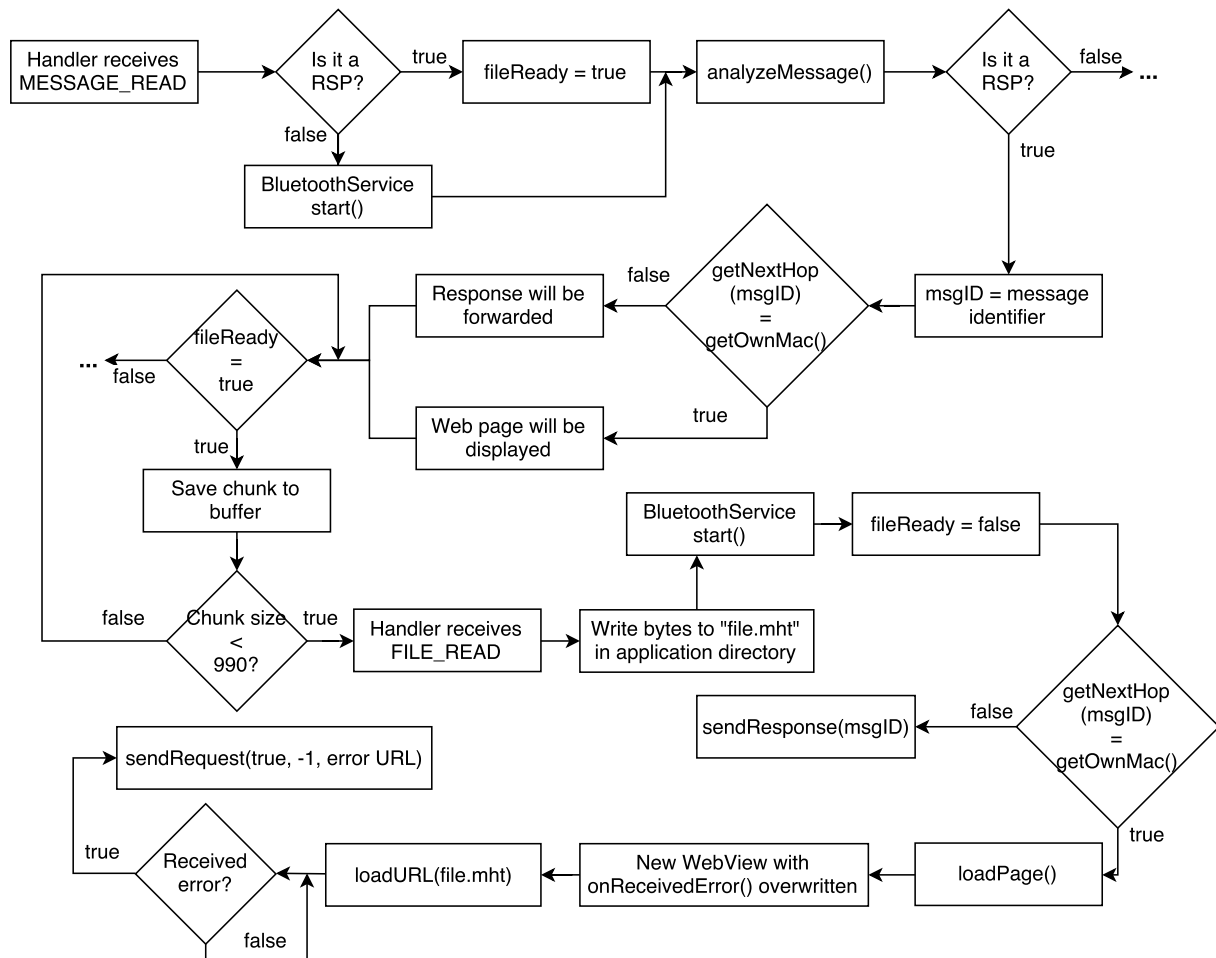 Handler receives
MESSAGE_READ
Is it a
RSP?
true
fileReady = true
analyzeMessage()
Is it a
RSP?
false
...
false
true
BluetoothService
start()
getNextHop
(msgID)
=
getOwnMac()
false
Response will be
forwarded
msgID = message
identifier
fileReady
=
true
...
false
true
Web page will be
displayed
true
Save chunk to
buffer
BluetoothService
start()
fileReady = false
false
Chunk size
<
990?
true
Handler receives
FILE_READ
Write bytes to "file.mht"
in application directory
getNextHop
(msgID)
=
getOwnMac()
false
sendResponse(msgID)
sendRequest(true, -1, error URL)
true
true
Received
error?
loadURL(file.mht)
New WebView with
onReceivedError() overwritten
loadPage()
false